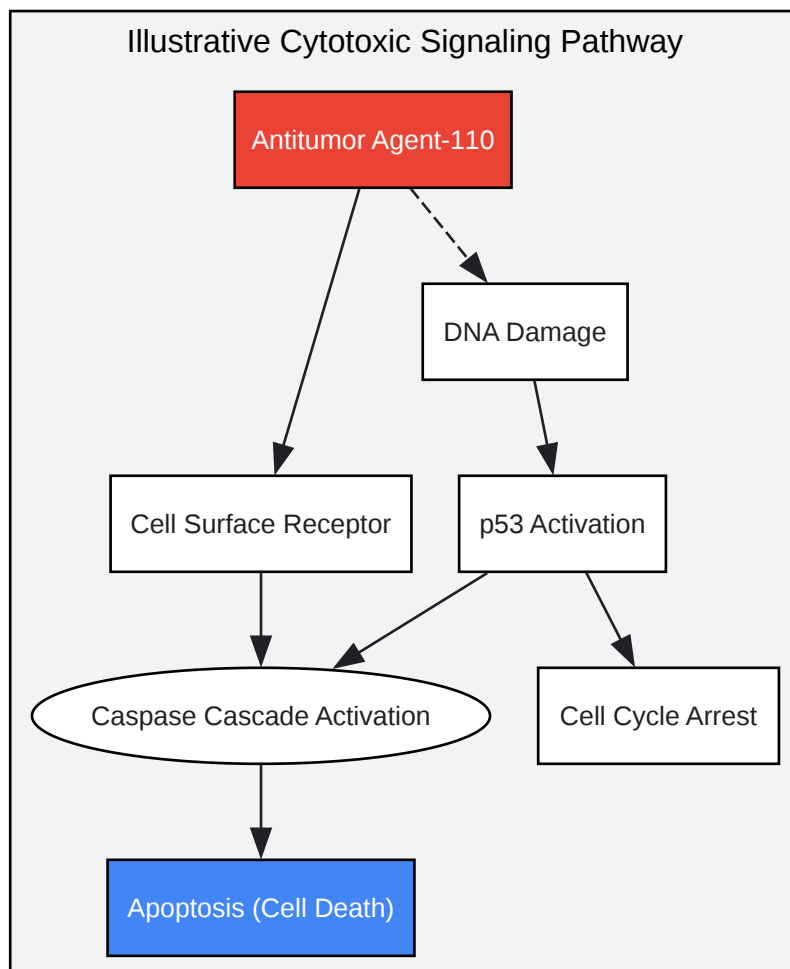 Illustrative Cytotoxic Signaling Pathway
Antitumor Agent-110
DNA Damage
Cell Surface Receptor
p53 Activation
Caspase Cascade Activation
Cell Cycle Arrest
Apoptosis (Cell Death)